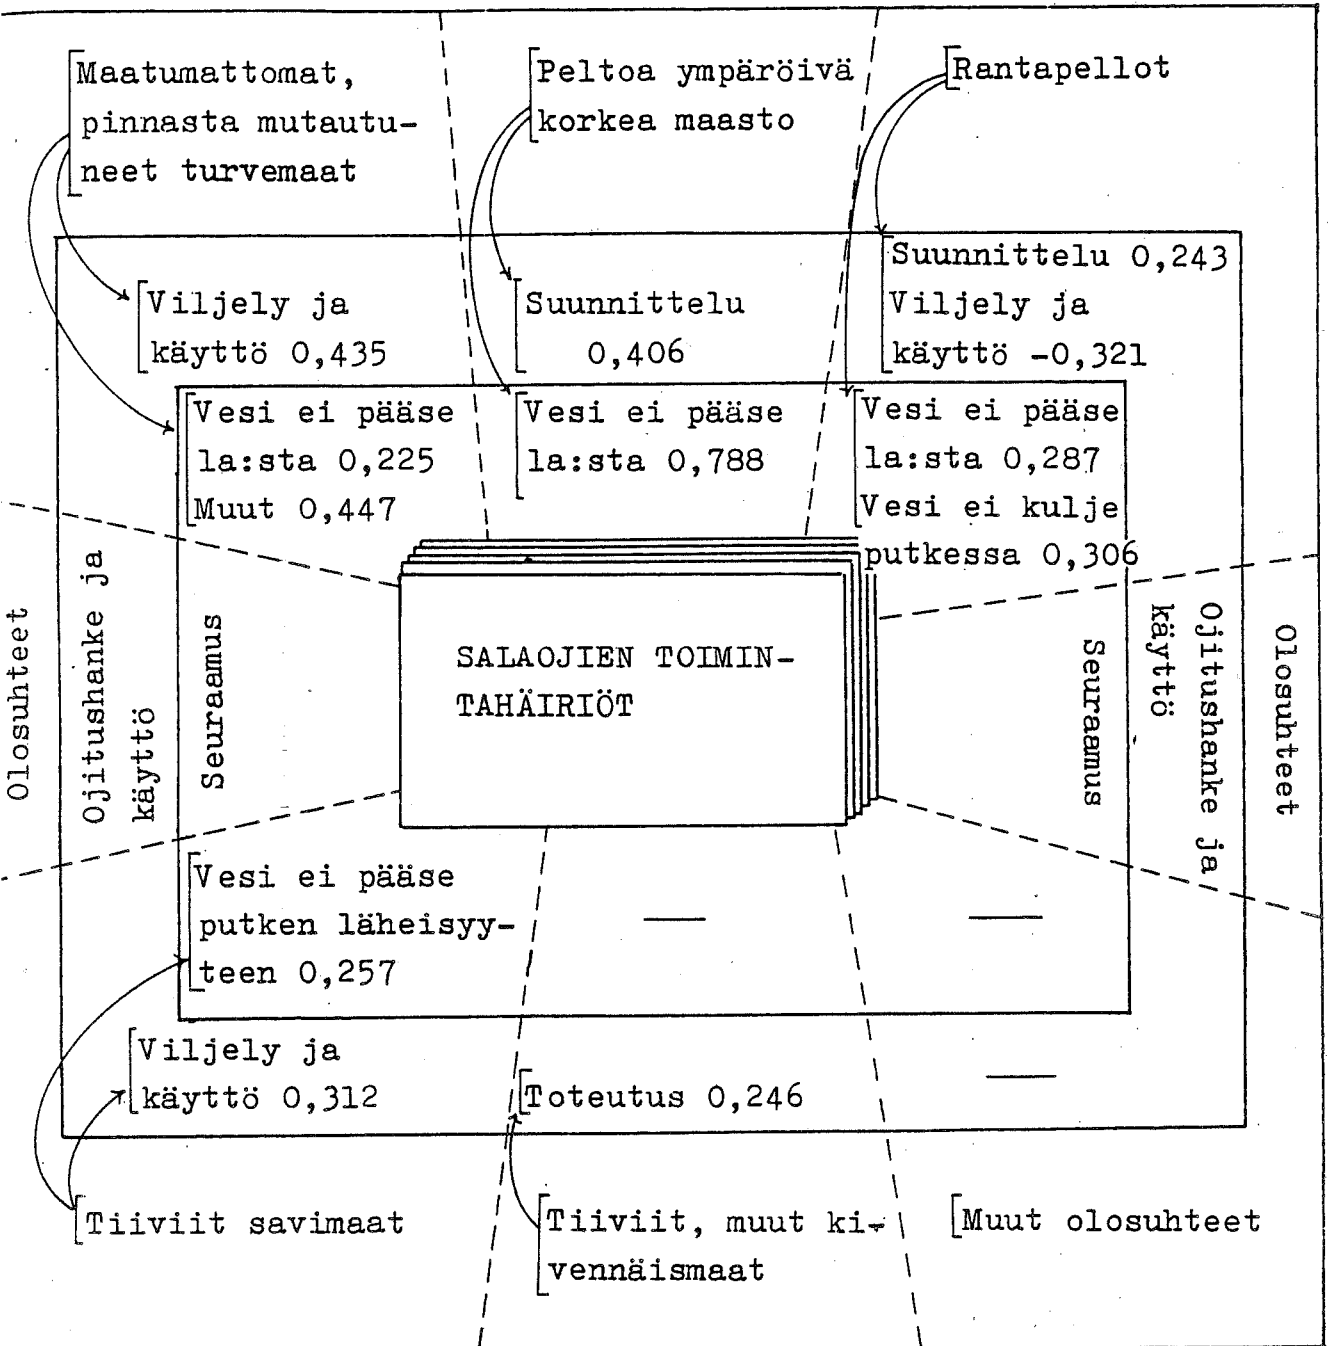 Maatumattomat,
pinnasta mutautu-
neet turvemaat
Peltoa ympäröivä
korkea maasto
Rantapellot
Viljely ja
käyttö 0,435
Suunnittelu
0,406
Suunnittelu 0,243
Viljely ja
käyttö -0,321
Vesi ei pääse
la:sta 0,225
Muut 0,447
Vesi ei pääse
la:sta 0,788
Vesi ei pääse
la:sta 0,287
Vesi ei kulje
putkessa 0,306
Olosuhteet
Ojitushanke ja
käyttö
Seuraamus
SALAOJIEN TOIMIN-
TAHÄIRIÖT
Seuraamus
Ojitushanke ja
käyttö
Olosuhteet
Vesi ei pääse
putken läheisyy-
teen 0,257
Viljely ja
käyttö 0,312
Toteutus 0,246
Tiiviit savimaat
Tiiviit, muut ki-
vennäismaat
Muut olosuhteet